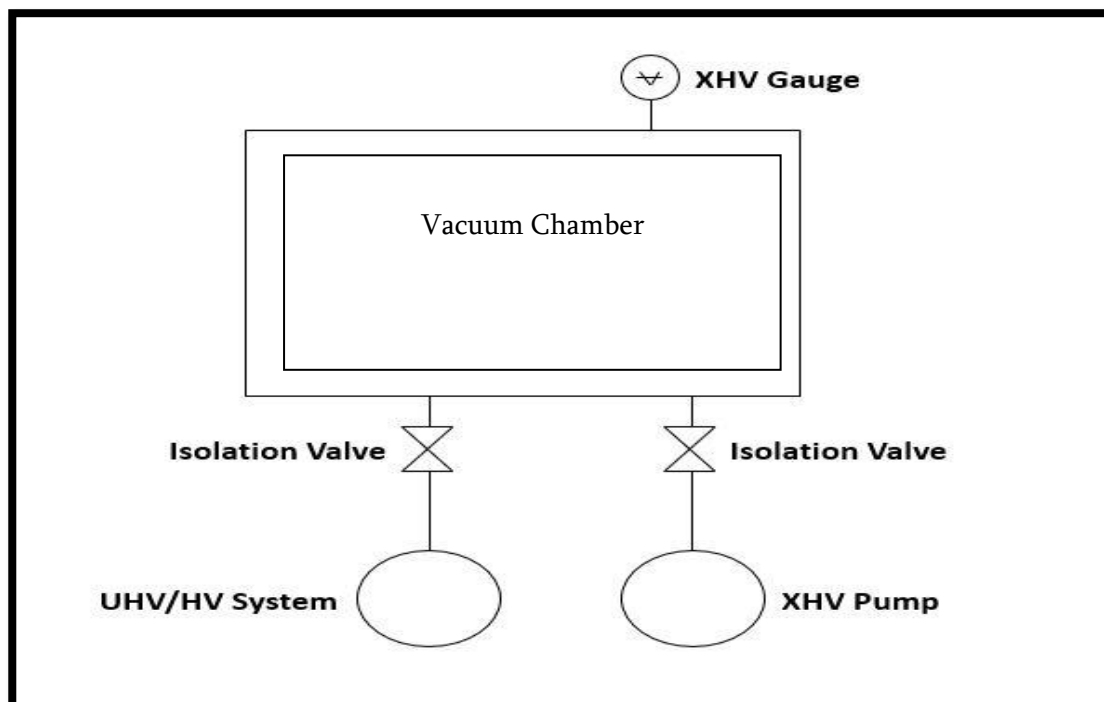 XHV Gauge
Vacuum Chamber
Isolation Valve
Isolation Valve
UHV/HV System
XHV Pump